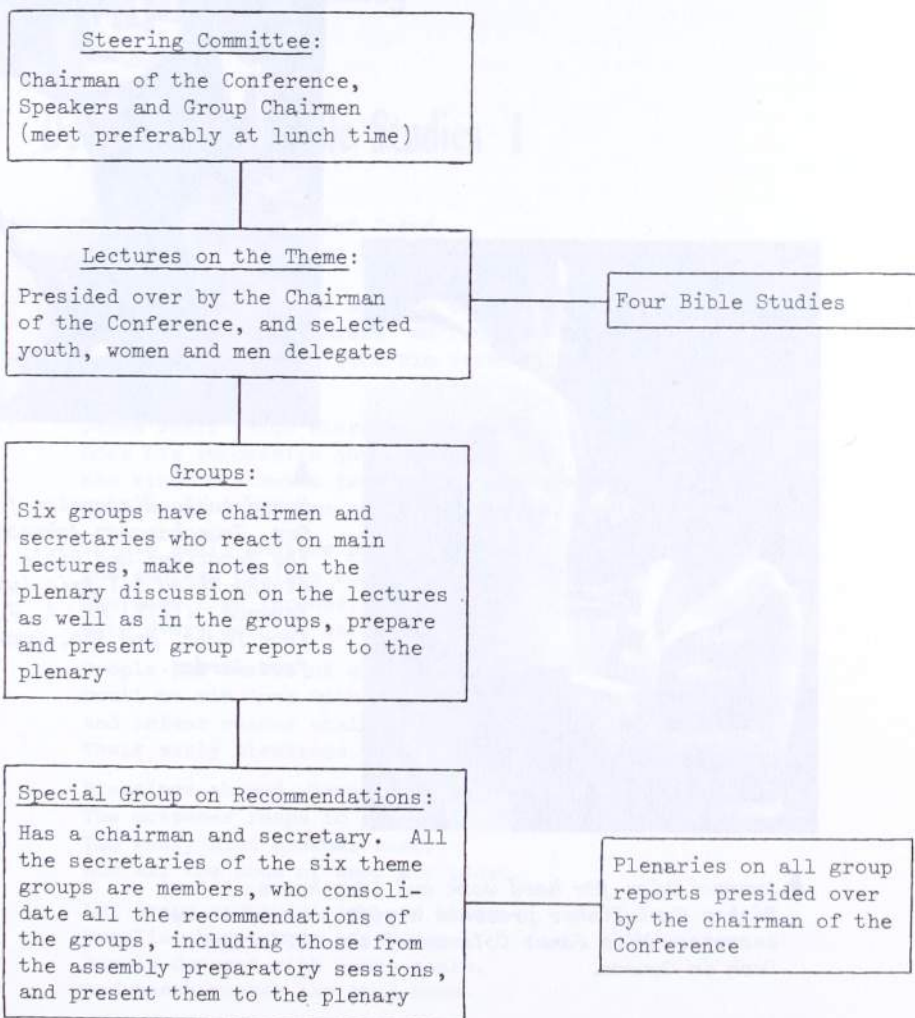 Steering Committee:
Chairman of the Conference,
Speakers and Group Chairmen
(meet preferably at lunch time)
Lectures on the Theme:
Presided over by the Chairman
of the Conference, and selected
youth, women and men delegates
Four Bible Studies
Groups:
Six groups have chairmen and
secretaries who react on main
lectures, make notes on the
plenary discussion on the lectures
as well as in the groups, prepare
and present group reports to the
plenary
Special Group on Recommendations:
Has a chairman and secretary. All
the secretaries of the six theme
groups are members, who consoli-
date all the recommendations of
the groups, including those from
the assembly preparatory sessions,
and present them to the plenary
Plenaries on all group
reports presided over
by the chairman of the
Conference